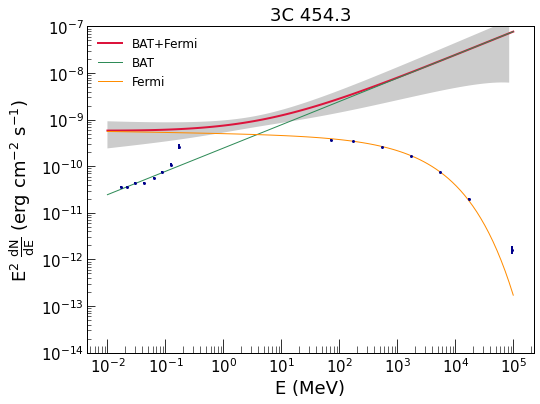 3C 454.3
BAT+Fermi
BAT
Fermi
E² dN/dE (erg cm⁻² s⁻¹)
10⁻⁷
10⁻⁸
10⁻⁹
10⁻¹⁰
10⁻¹¹
10⁻¹²
10⁻¹³
10⁻¹⁴
10⁻² 10⁻¹ 10⁰ 10¹ 10² 10³ 10⁴ 10⁵
E (MeV)